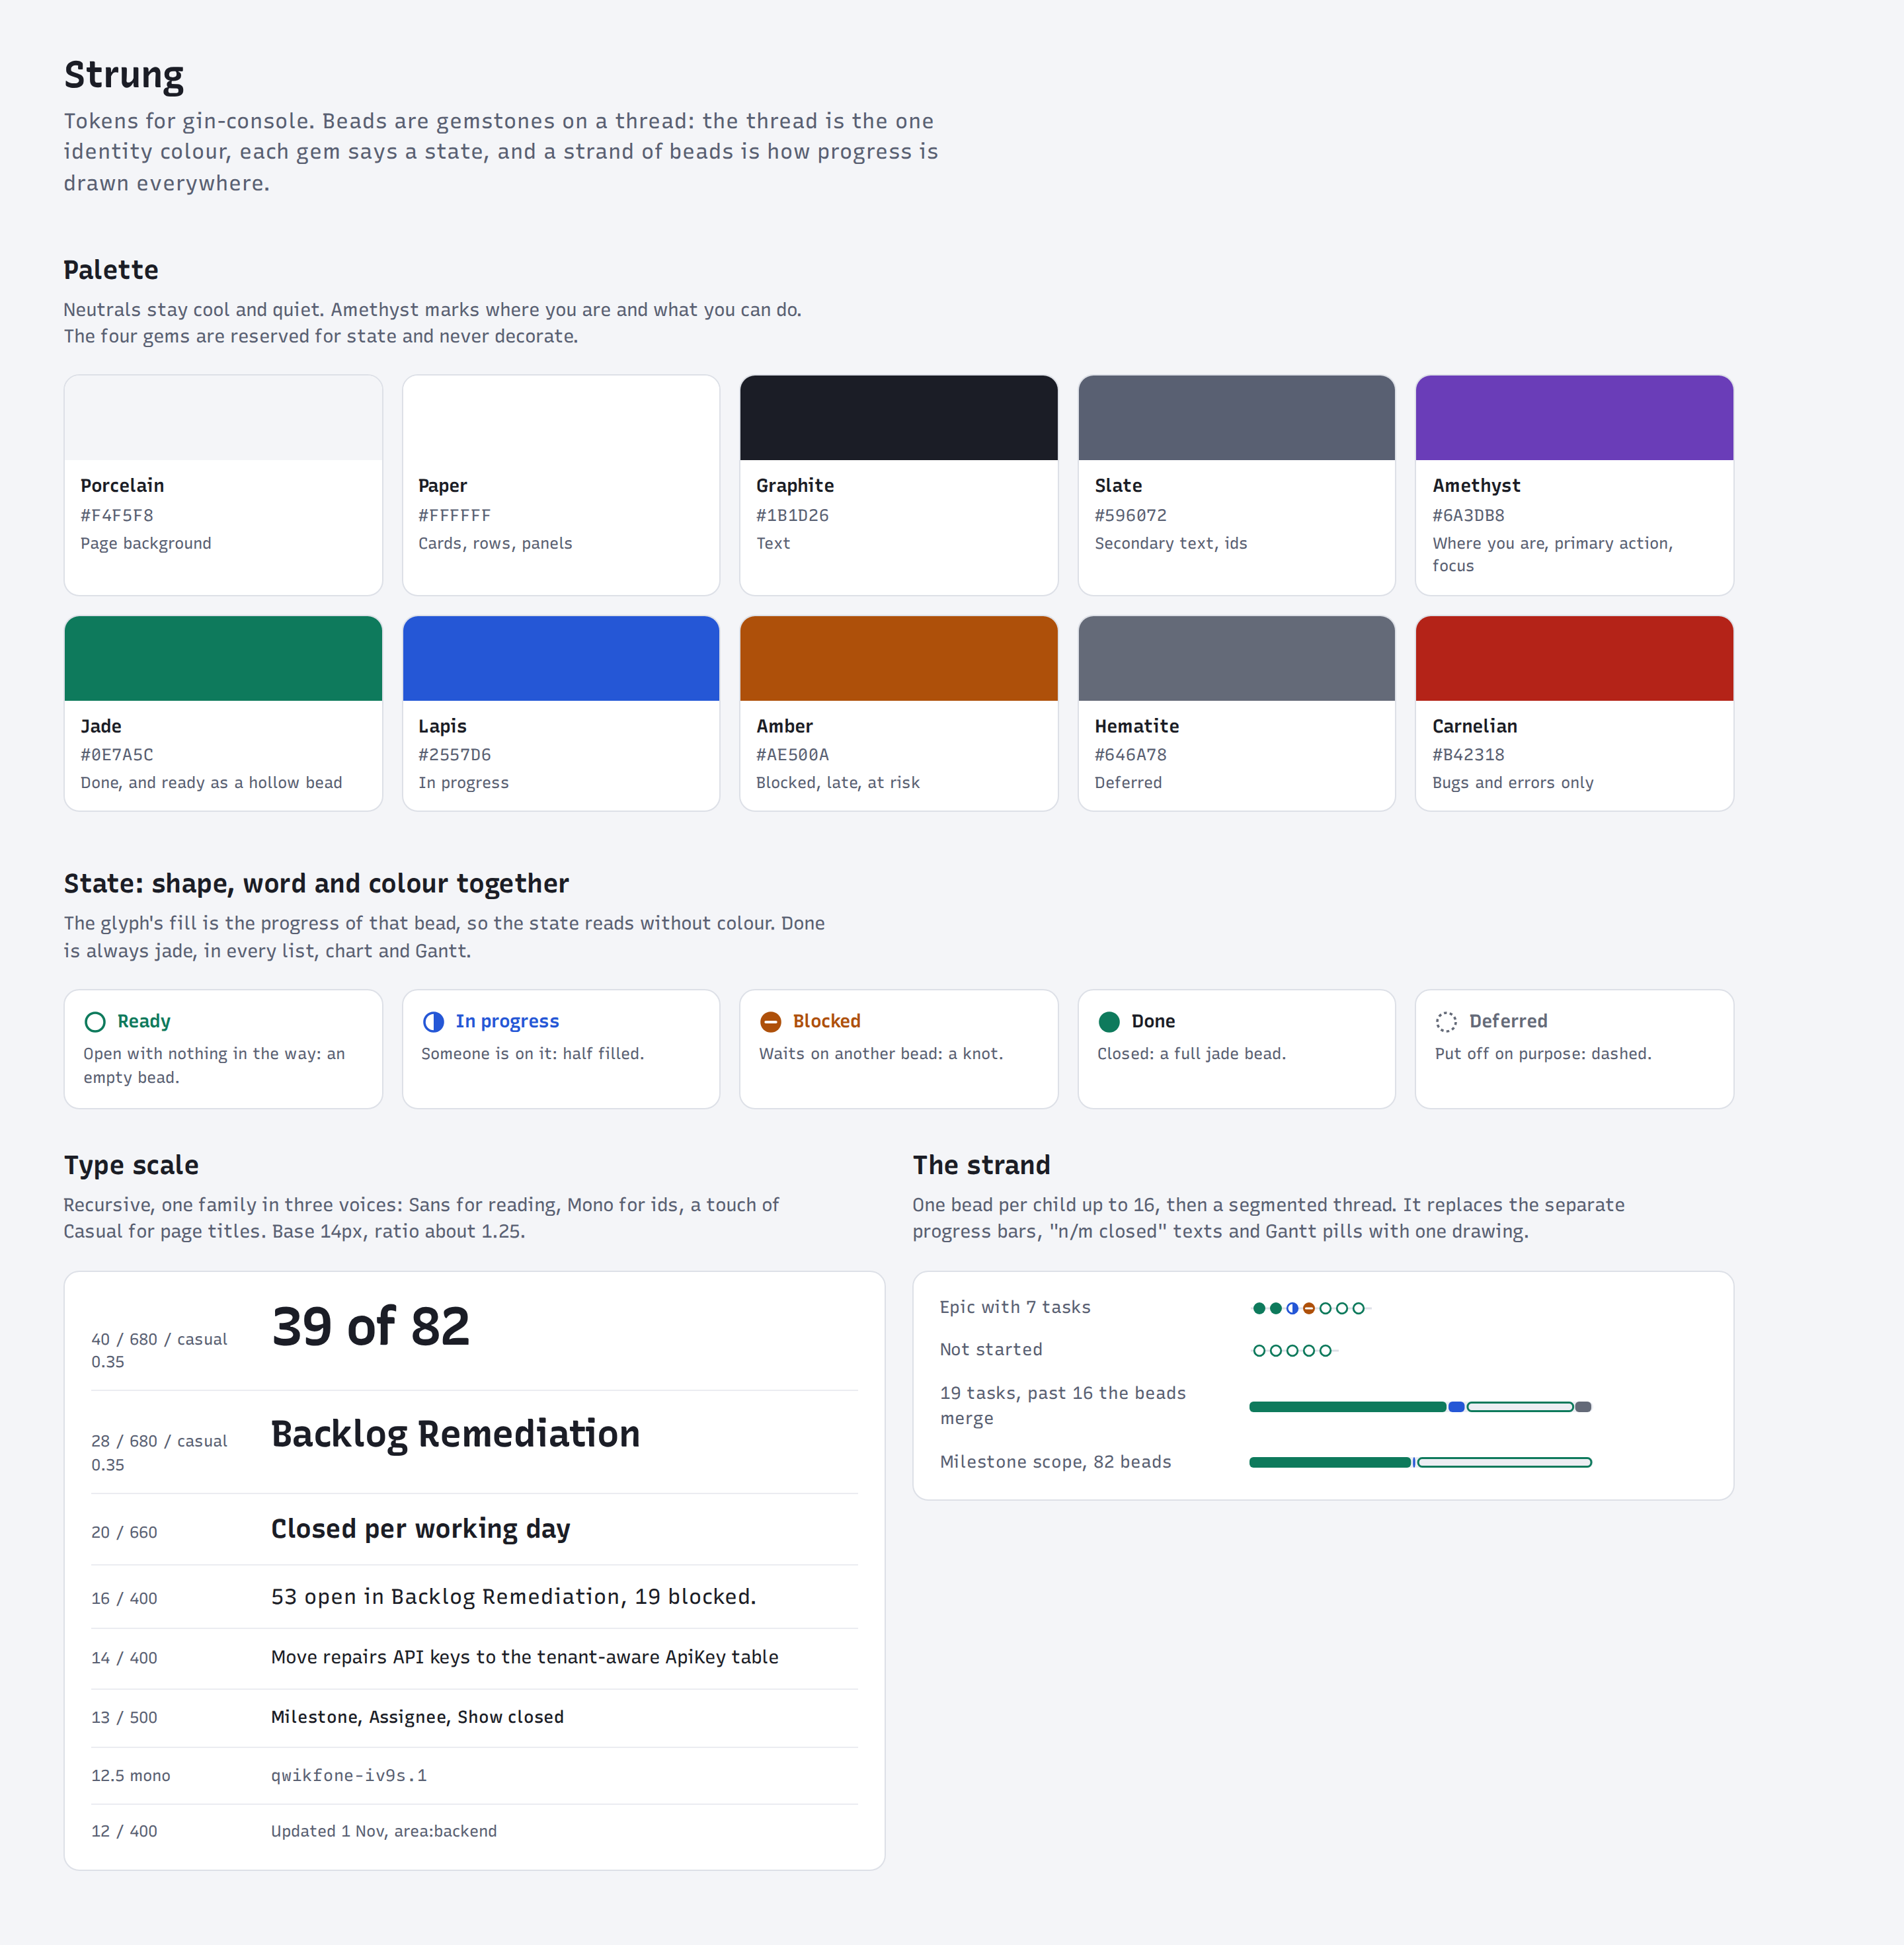 Strung
Tokens for gin-console. Beads are gemstones on a thread: the thread is the one
identity colour, each gem says a state, and a strand of beads is how progress is
drawn everywhere.
Palette
Neutrals stay cool and quiet. Amethyst marks where you are and what you can do.
The four gems are reserved for state and never decorate.
Porcelain
#F4F5F8
Page background
Paper
#FFFFFF
Cards, rows, panels
Graphite
#1B1D26
Text
Slate
#596072
Secondary text, ids
Amethyst
#6A3DB8
Where you are, primary action,
focus
Jade
#0E7A5C
Done, and ready as a hollow bead
Lapis
#2557D6
In progress
Amber
#AE500A
Blocked, late, at risk
Hematite
#646A78
Deferred
Carnelian
#B42318
Bugs and errors only
State: shape, word and colour together
The glyph's fill is the progress of that bead, so the state reads without colour. Done
is always jade, in every list, chart and Gantt.
Ready
Open with nothing in the way: an
empty bead.
In progress
Someone is on it: half filled.
Blocked
Waits on another bead: a knot.
Done
Closed: a full jade bead.
Deferred
Put off on purpose: dashed.
Type scale
Recursive, one family in three voices: Sans for reading, Mono for ids, a touch of
Casual for page titles. Base 14px, ratio about 1.25.
40 / 680 / casual
0.35
39 of 82
28 / 680 / casual
0.35
Backlog Remediation
20 / 660
Closed per working day
16 / 400
53 open in Backlog Remediation, 19 blocked.
14 / 400
Move repairs API keys to the tenant-aware ApiKey table
13 / 500
Milestone, Assignee, Show closed
12.5 mono
qwikfone-iv9s.1
12 / 400
Updated 1 Nov, area:backend
The strand
One bead per child up to 16, then a segmented thread. It replaces the separate
progress bars, "n/m closed" texts and Gantt pills with one drawing.
Epic with 7 tasks
Not started
19 tasks, past 16 the beads
merge
Milestone scope, 82 beads